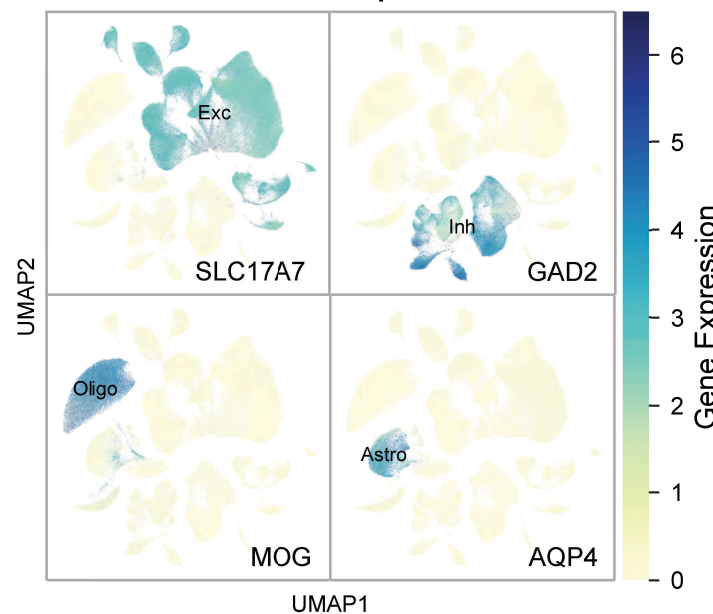 Exc
SLC17A7
Inh
GAD2
Oligo
MOG
Astro
AQP4
UMAP2
UMAP1
6
5
4
3
2
1
0
Gene Expression